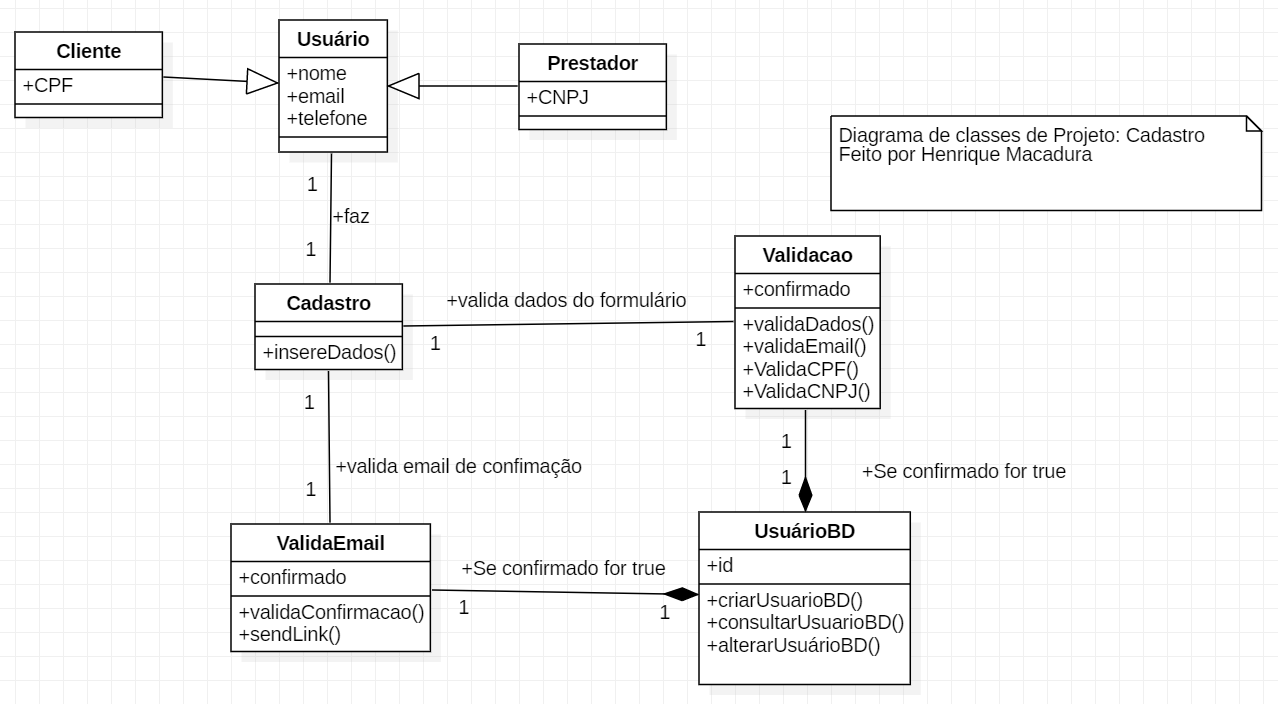 Cliente
+CPF
Usuário
+nome
+email
+telefone
Prestador
+CNPJ
Diagrama de classes de Projeto: Cadastro
Feito por Henrique Macadura
1
+faz
1
Cadastro
+insereDados()
+valida dados do formulário
1
1
Validacao
+confirmado
+validaDados()
+validaEmail()
+ValidaCPF()
+ValidaCNPJ()
1
+valida email de confimação
1
1
1
+Se confirmado for true
ValidaEmail
+confirmado
+validaConfirmacao()
+sendLink()
+Se confirmado for true
1
1
UsuárioBD
+id
+criarUsuarioBD()
+consultarUsuarioBD()
+alterarUsuárioBD()